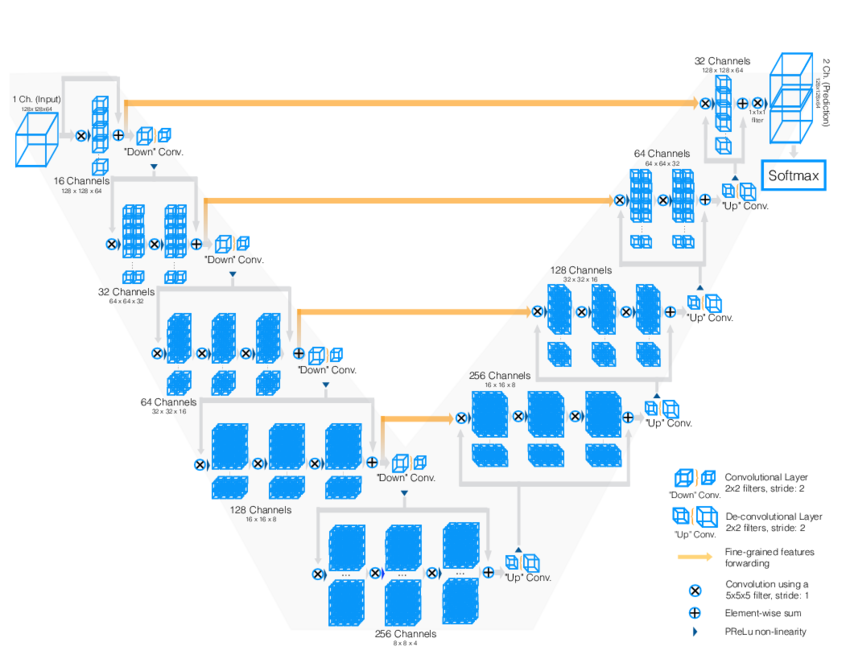 1 Ch. (Input)
128x128x64
"Down" Conv.
16 Channels
128 x 128 x 64
"Down" Conv.
32 Channels
64 x 64 x 32
"Down" Conv.
64 Channels
32 x 32 x 16
"Down" Conv.
128 Channels
16 x 16 x 8
256 Channels
8 x 8 x 4
"Up" Conv.
256 Channels
16 x 16 x 8
"Up" Conv.
128 Channels
32 x 32 x 16
"Up" Conv.
64 Channels
64 x 64 x 32
"Up" Conv.
32 Channels
128 x 128 x 64
1x1x1
filter
2 Ch. (Prediction)
128x128x64
Softmax
"Down" Conv.
Convolutional Layer
2x2 filters, stride: 2
"Up" Conv.
De-convolutional Layer
2x2 filters, stride: 2
Fine-grained features
forwarding
Convolution using a
5x5x5 filter, stride: 1
Element-wise sum
PReLu non-linearity